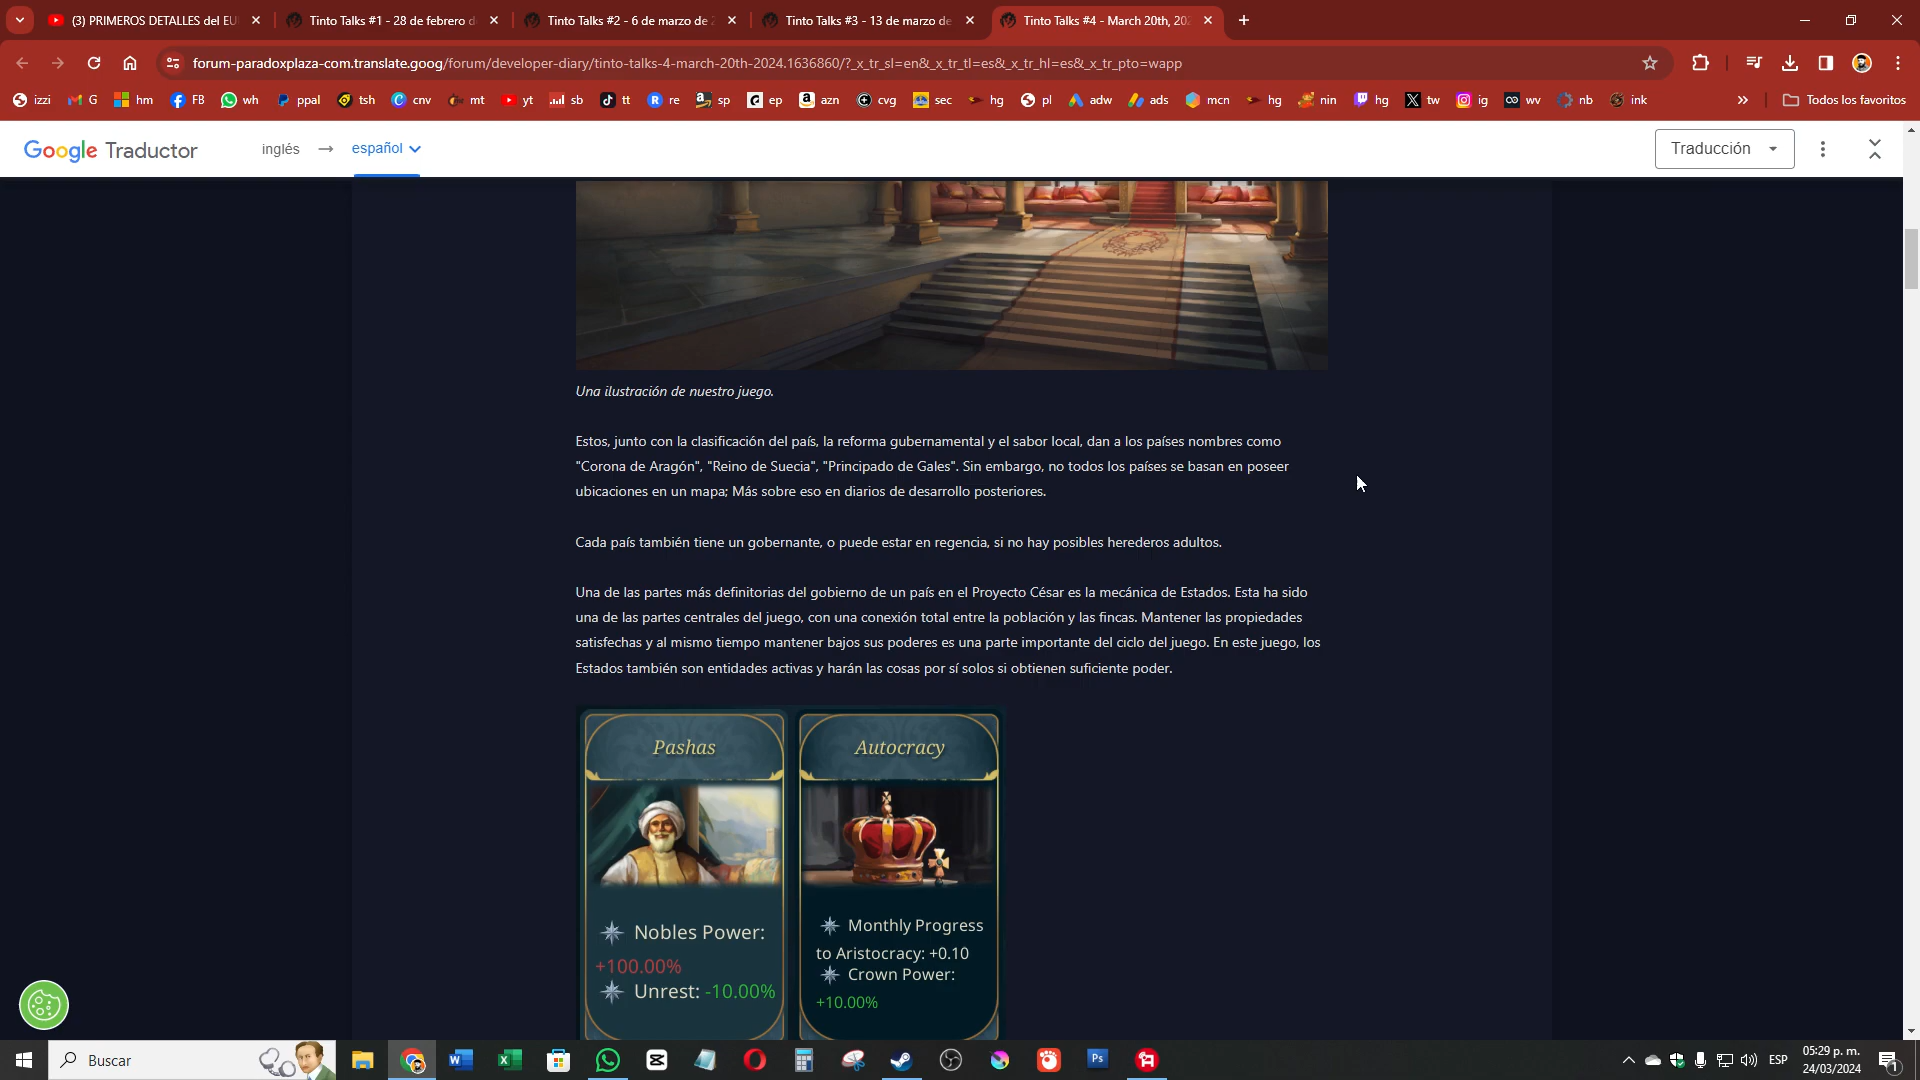 (3) PRIMEROS DETALLES del EU
Tinto Talks #1 - 28 de febrero d
Tinto Talks #2 - 6 de marzo de 2
Tinto Talks #3 - 13 de marzo de
Tinto Talks #4 - March 20th, 202
forum-paradoxplaza-com.translate.goog/forum/developer-diary/tinto-talks-4-march-20th-2024.1636860/?_x_tr_sl=en&_x_tr_tl=es&_x_tr_hl=es&_x_tr_pto=wapp
izzi G hm FB wh ppal tsh cnv mt yt sb tt re sp ep azn cvg sec hg pl adw ads mcn hg nin hg tw ig wv nb ink » Todos los favoritos
Google Traductor
inglés → español
Traducción
Una ilustración de nuestro juego.
Estos, junto con la clasificación del país, la reforma gubernamental y el sabor local, dan a los países nombres como
"Corona de Aragón", "Reino de Suecia", "Principado de Gales". Sin embargo, no todos los países se basan en poseer
ubicaciones en un mapa; Más sobre eso en diarios de desarrollo posteriores.
Cada país también tiene un gobernante, o puede estar en regencia, si no hay posibles herederos adultos.
Una de las partes más definitorias del gobierno de un país en el Proyecto César es la mecánica de Estados. Esta ha sido
una de las partes centrales del juego, con una conexión total entre la población y las fincas. Mantener las propiedades
satisfechas y al mismo tiempo mantener bajos sus poderes es una parte importante del ciclo del juego. En este juego, los
Estados también son entidades activas y harán las cosas por sí solos si obtienen suficiente poder.
Pashas
Nobles Power:
+100.00%
Unrest: -10.00%
Autocracy
Monthly Progress
to Aristocracy: +0.10
Crown Power:
+10.00%
Buscar
ESP
05:29 p. m.
24/03/2024
1